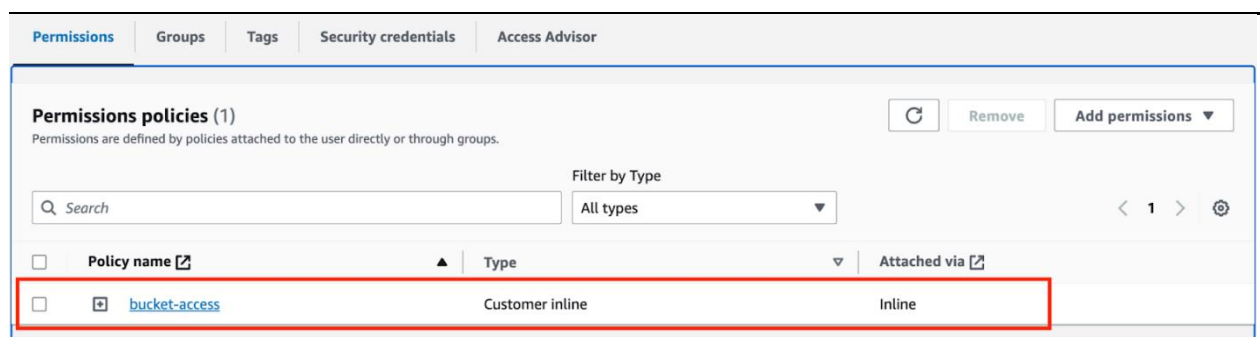 Permissions Groups Tags Security credentials Access Advisor
Permissions policies (1)
Remove Add permissions
Permissions are defined by policies attached to the user directly or through groups.
Filter by Type
Search All types 1
Policy name Type Attached via
bucket-access Customer inline Inline